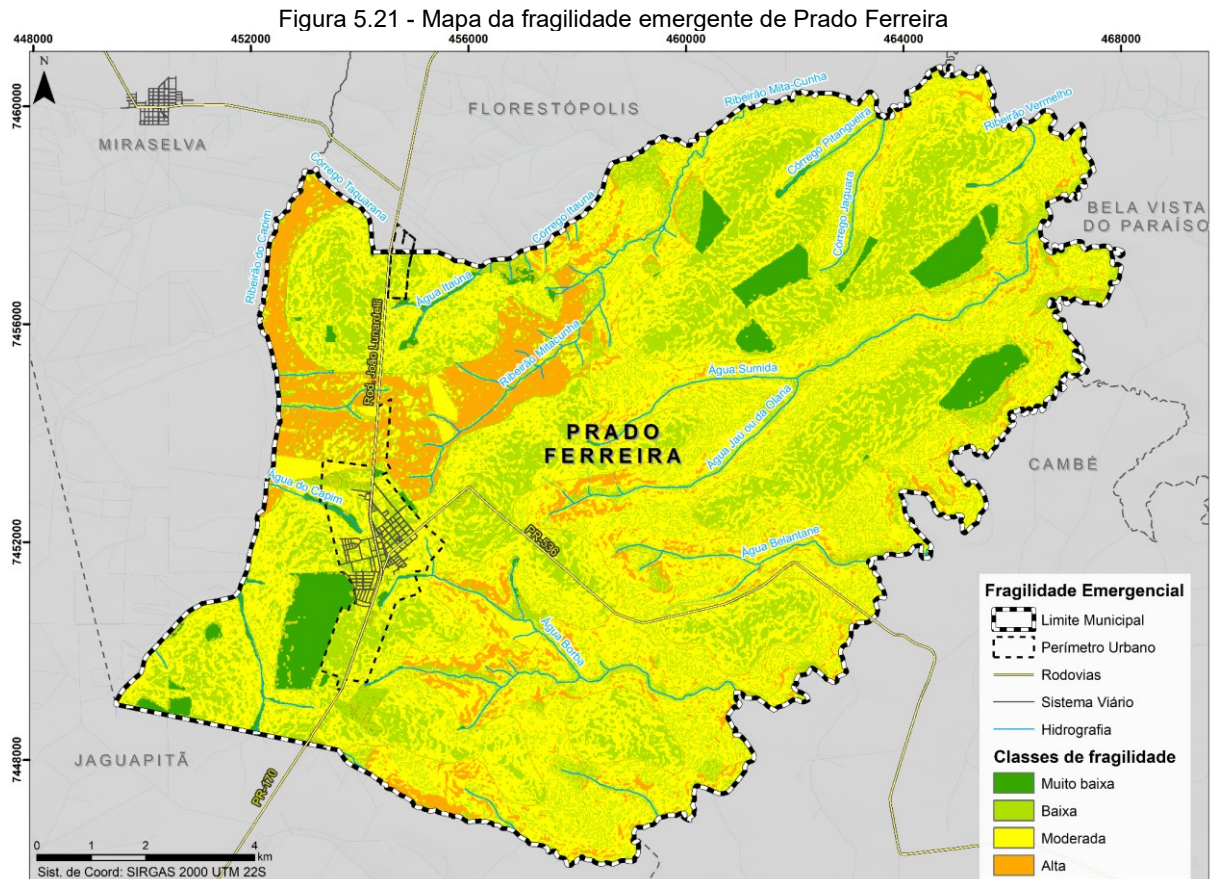 Figura 5.21 - Mapa da fragilidade emergente de Prado Ferreira
448000
452000
456000
460000
464000
468000
N
7460000
7456000
7452000
7448000
MIRASELVA
FLORESTÓPOLIS
BELA VISTA
DO PARAÍSO
CAMBÉ
JAGUAPITÃ
PRADO
FERREIRA
Ribeirão Mita-Cunha
Ribeirão Vermelho
Córrego Pitangueira
Córrego Jaguara
Córrego Taquarana
Córrego Itaúna
Ribeirão do Capim
Água Itaúna
Rod. João Lunardelli
Ribeirão Mitacunha
Água Sumida
Água Jaú ou da Olaria
Água do Capim
PR-536
Água Belantane
Água Borba
PR-170
Fragilidade Emergencial
Limite Municipal
Perímetro Urbano
Rodovias
Sistema Viário
Hidrografia
Classes de fragilidade
Muito baixa
Baixa
Moderada
Alta
0 1 2 4
km
Sist. de Coord: SIRGAS 2000 UTM 22S